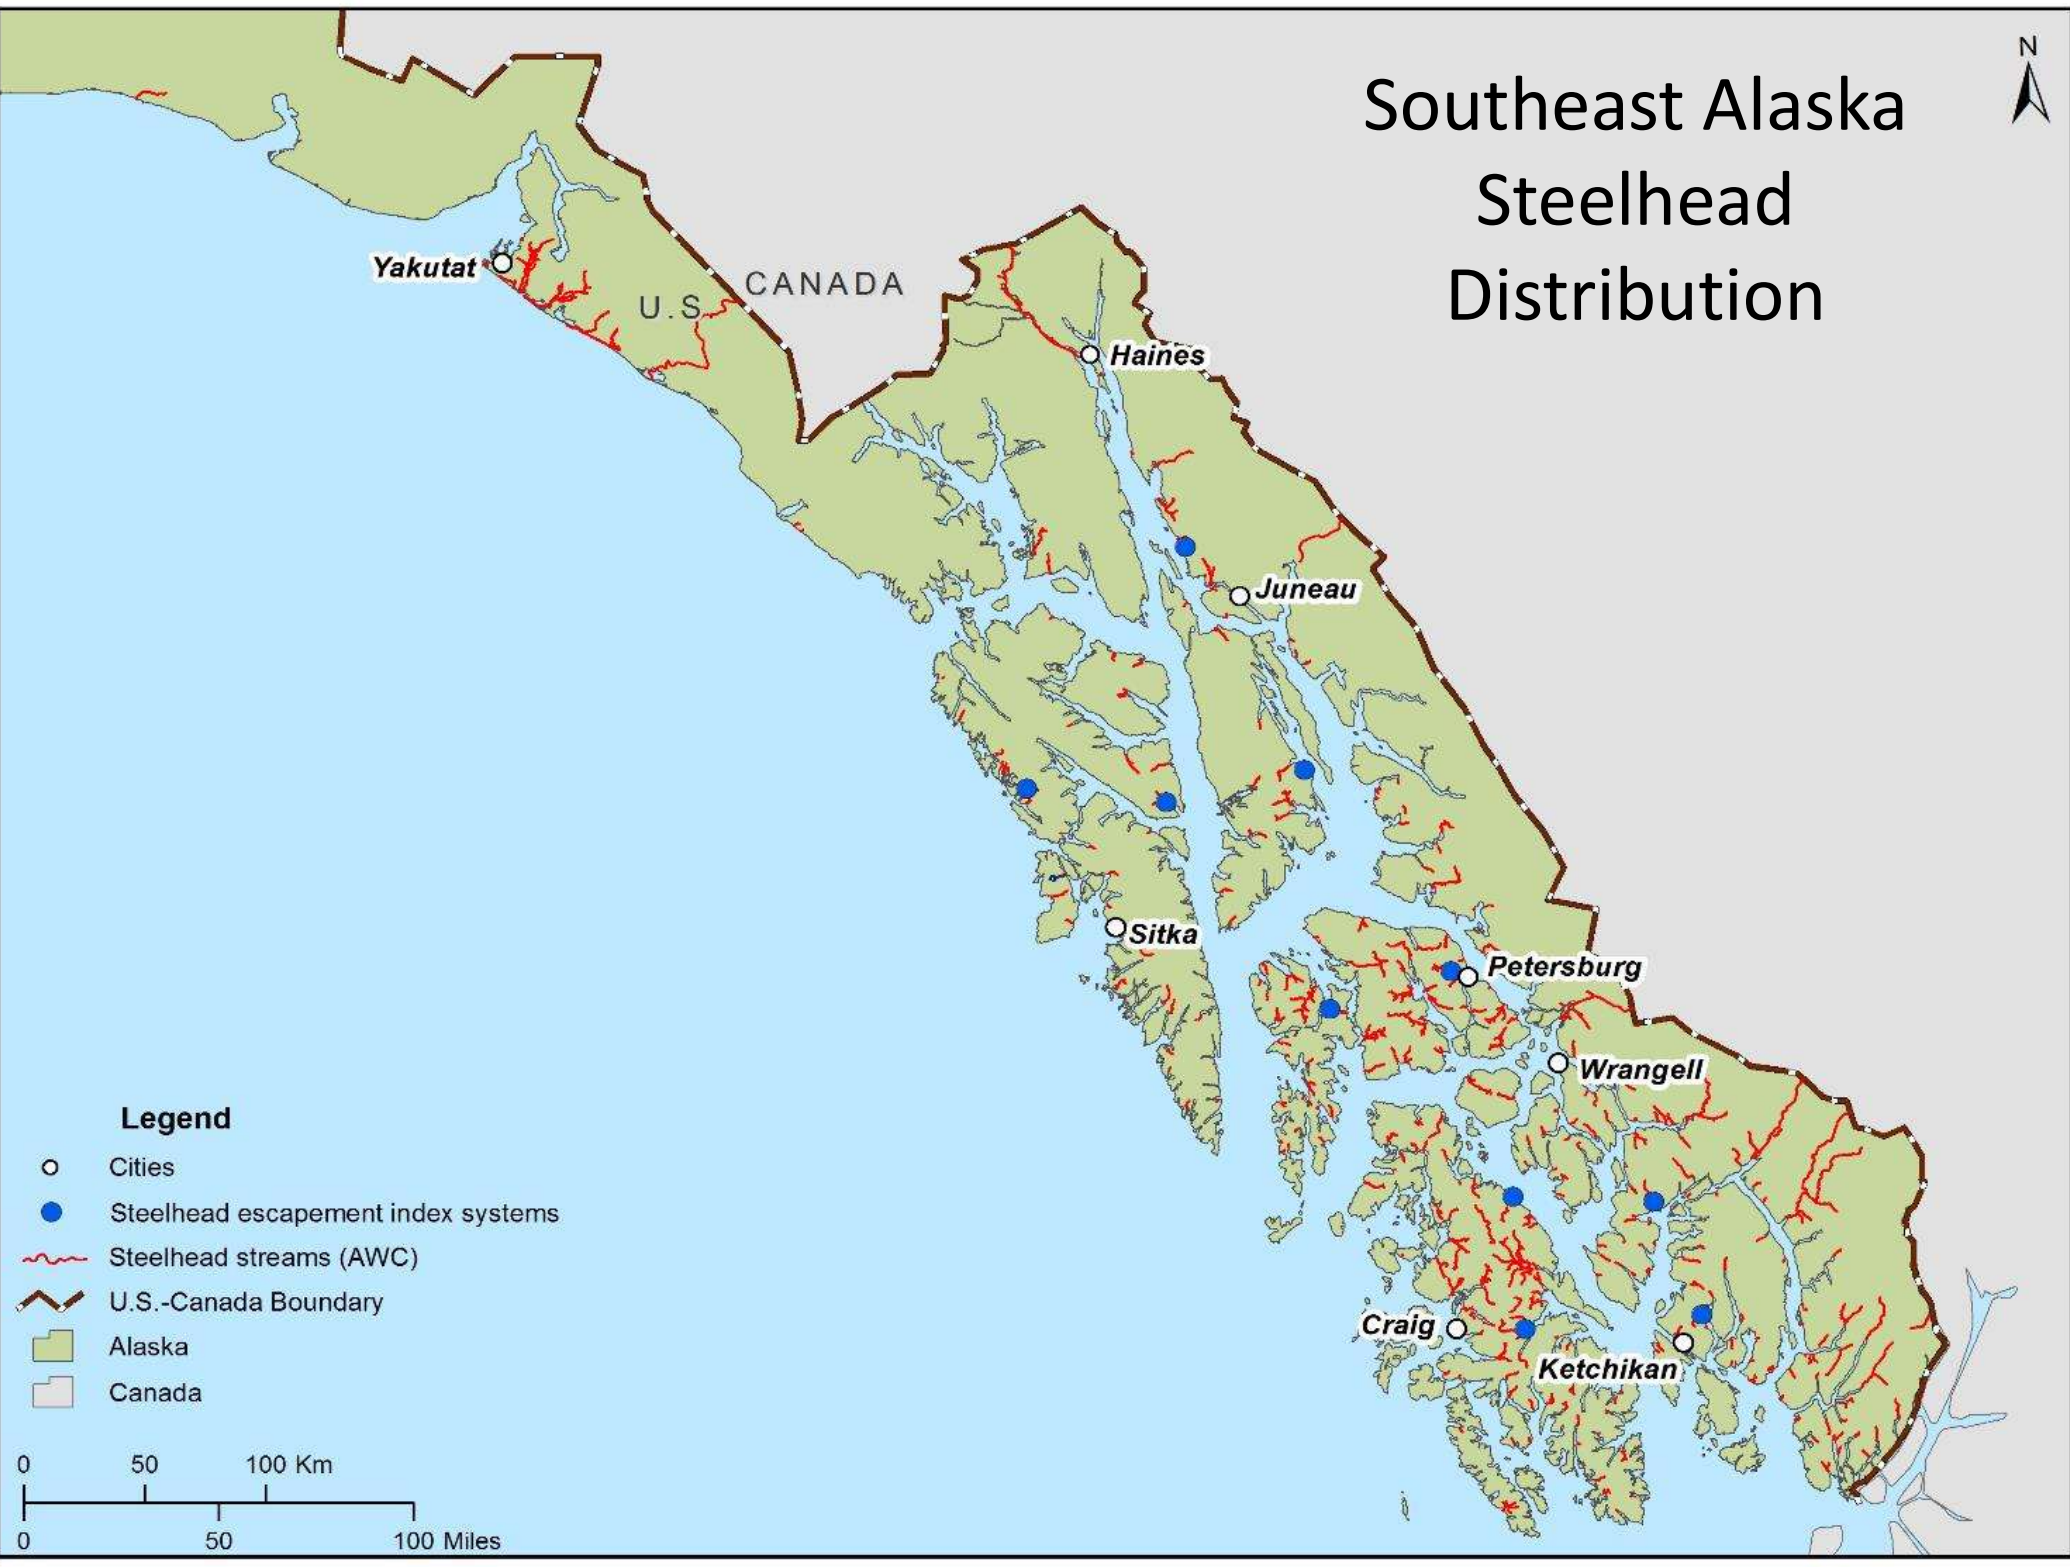 Southeast Alaska
Steelhead
Distribution
N
Yakutat
U.S
CANADA
Haines
Juneau
Sitka
Petersburg
Wrangell
Craig
Ketchikan
Legend
Cities
Steelhead escapement index systems
Steelhead streams (AWC)
U.S.-Canada Boundary
Alaska
Canada
0 50 100 Km
0 50 100 Miles